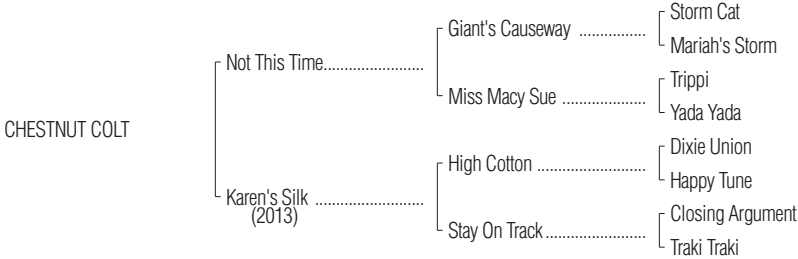 Storm Cat
Giant's Causeway ................
Mariah's Storm
Not This Time........................
Trippi
Miss Macy Sue ....................
Yada Yada
CHESTNUT COLT
Dixie Union
High Cotton ..........................
Happy Tune
Karen's Silk ..........................
(2013)
Closing Argument
Stay On Track........................
Traki Traki